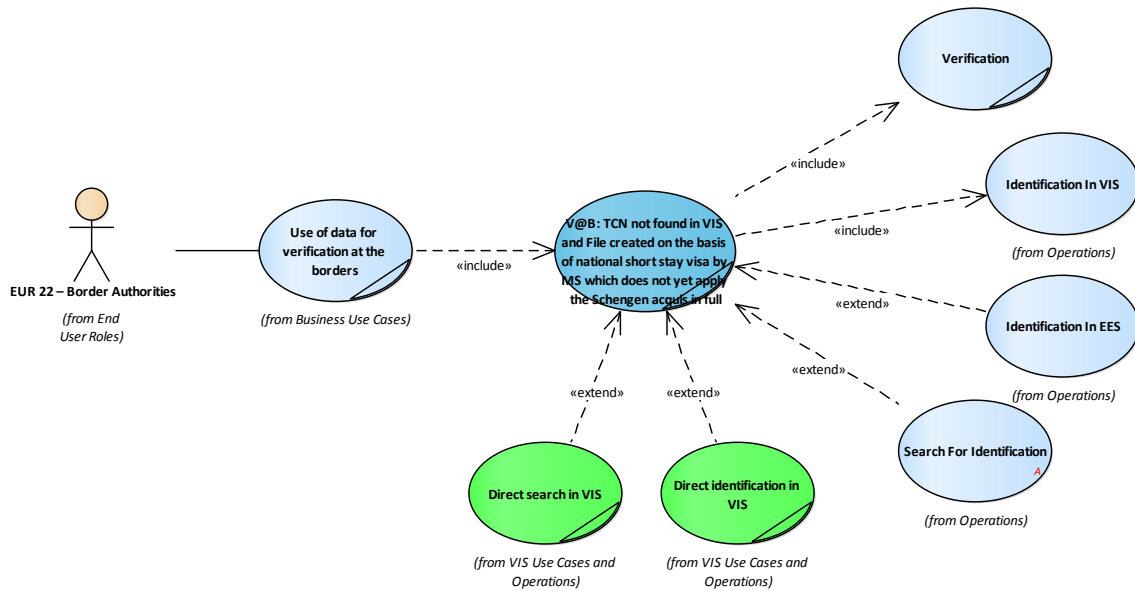 Verification
«include»
Identification In VIS
(from Operations)
«include»
EUR 22 – Border Authorities
(from End
User Roles)
Use of data for
verification at the
borders
(from Business Use Cases)
«include»
V@B: TCN not found in VIS
and File created on the basis
of national short stay visa by
MS which does not yet apply
the Schengen acquis in full
«extend»
Identification In EES
(from Operations)
«extend»
Search For Identification
A
(from Operations)
«extend»
«extend»
Direct search in VIS
(from VIS Use Cases and
Operations)
Direct identification in
VIS
(from VIS Use Cases and
Operations)